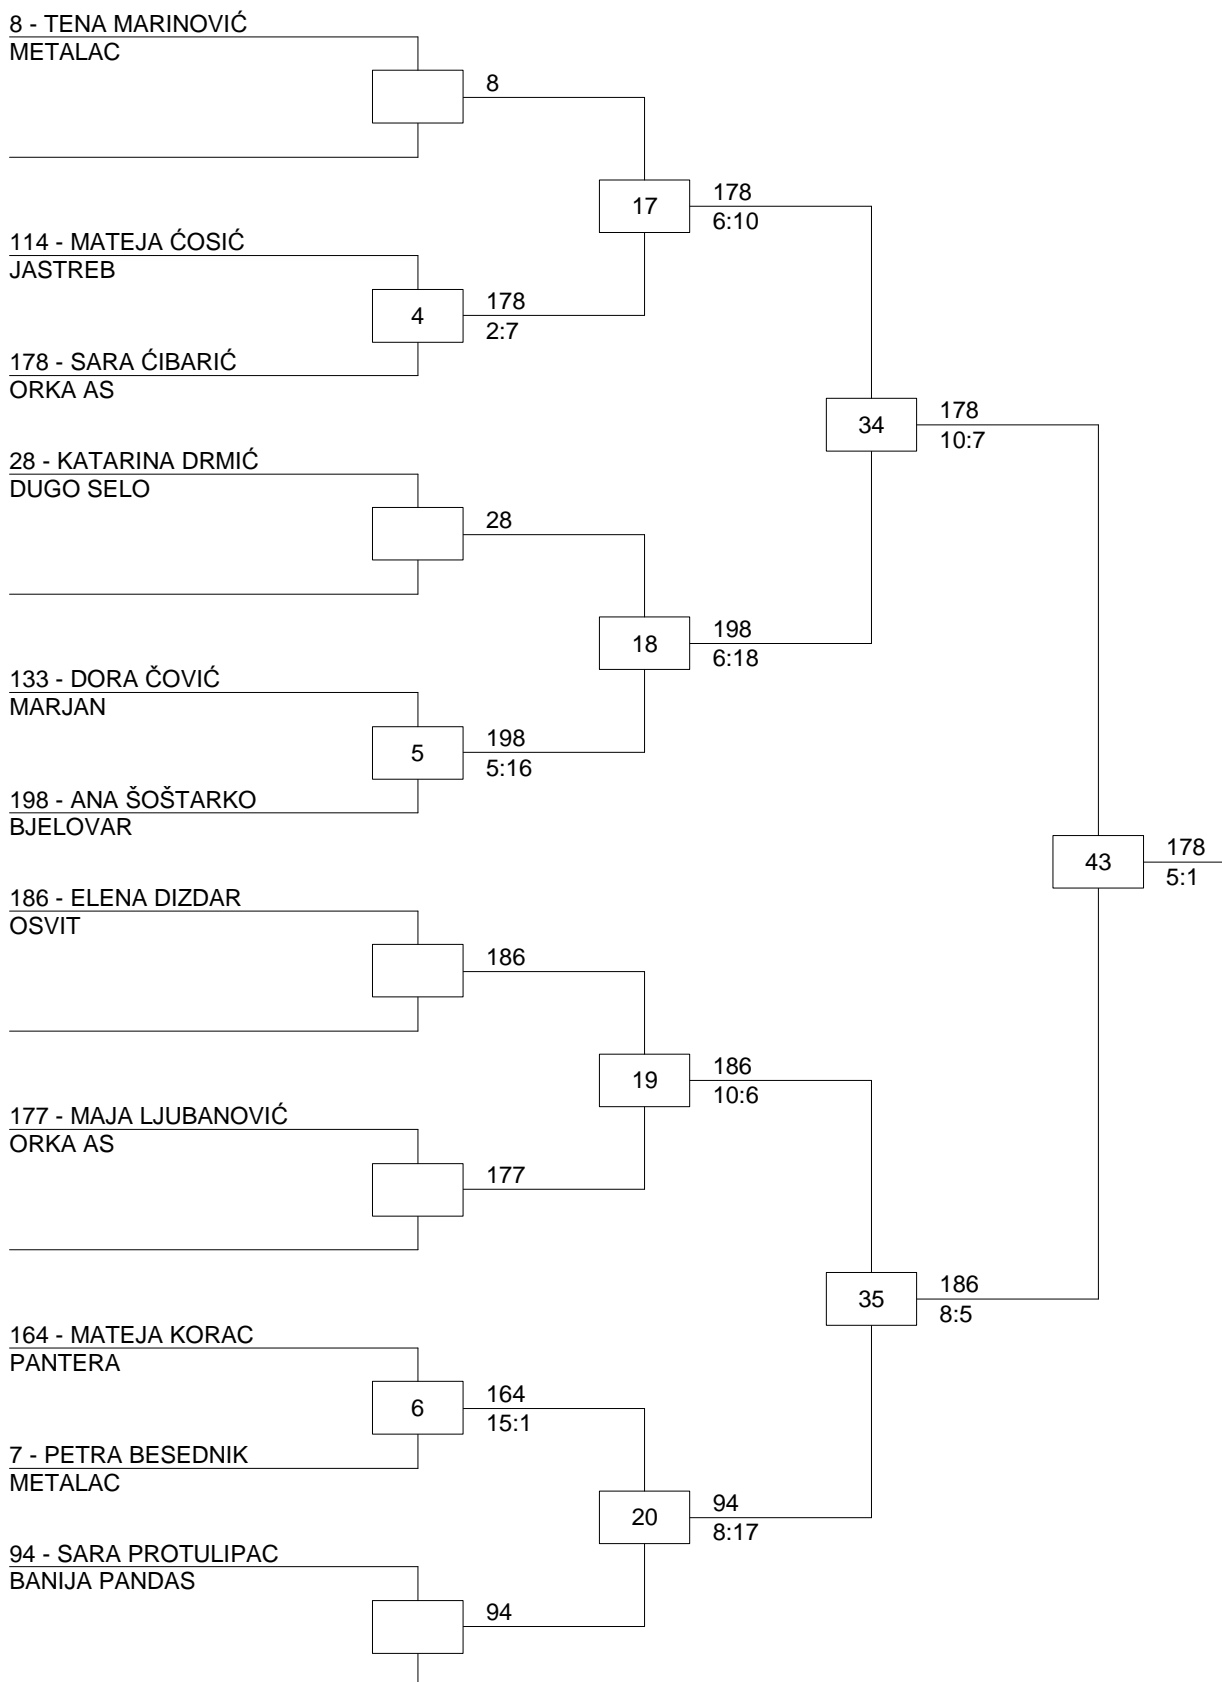 8 - TENA MARINOVIĆ
METALAC
8
17
178
6:10
114 - MATEJA ĆOSIĆ
JASTREB
4
178
2:7
178 - SARA ĆIBARIĆ
ORKA AS
34
178
10:7
28 - KATARINA DRMIĆ
DUGO SELO
28
18
198
6:18
133 - DORA ČOVIĆ
MARJAN
5
198
5:16
198 - ANA ŠOŠTARKO
BJELOVAR
43
178
5:1
186 - ELENA DIZDAR
OSVIT
186
19
186
10:6
177 - MAJA LJUBANOVIĆ
ORKA AS
177
35
186
8:5
164 - MATEJA KORAC
PANTERA
6
164
15:1
7 - PETRA BESEDNIK
METALAC
20
94
8:17
94 - SARA PROTULIPAC
BANIJA PANDAS
94